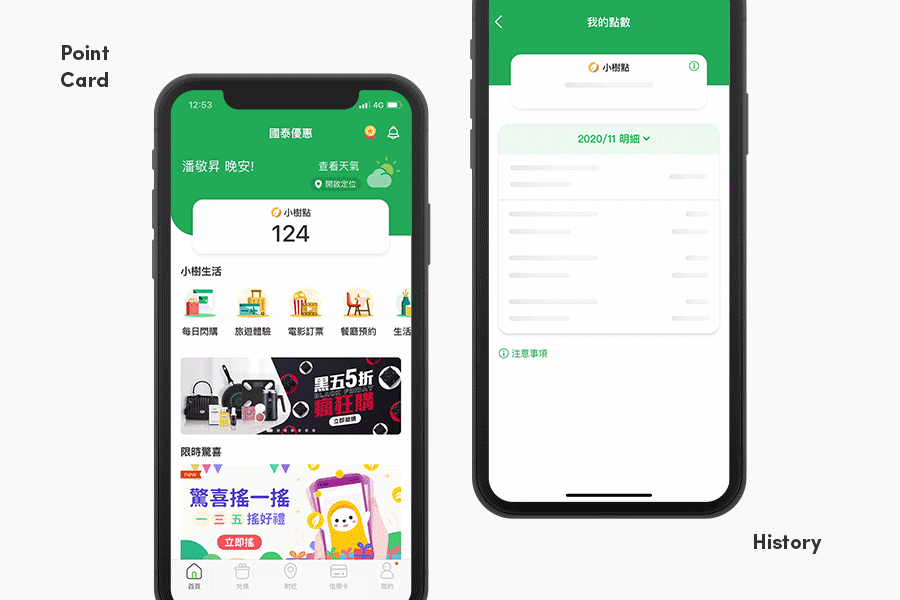 Point
Card
12:53
4G
國泰優惠
潘敬昇 晚安!
查看天氣
開啟定位
小樹點
124
小樹生活
每日閃購
旅遊體驗
電影訂票
餐廳預約
生活
黑五5折
BLACK FRIDAY
瘋狂購
立即搶購
限時驚喜
new
驚喜搖一搖
一 三 五 搖好禮
立即搖
首頁
兌換
附近
信用卡
我的
我的點數
小樹點
2020/11 明細
注意事項
History